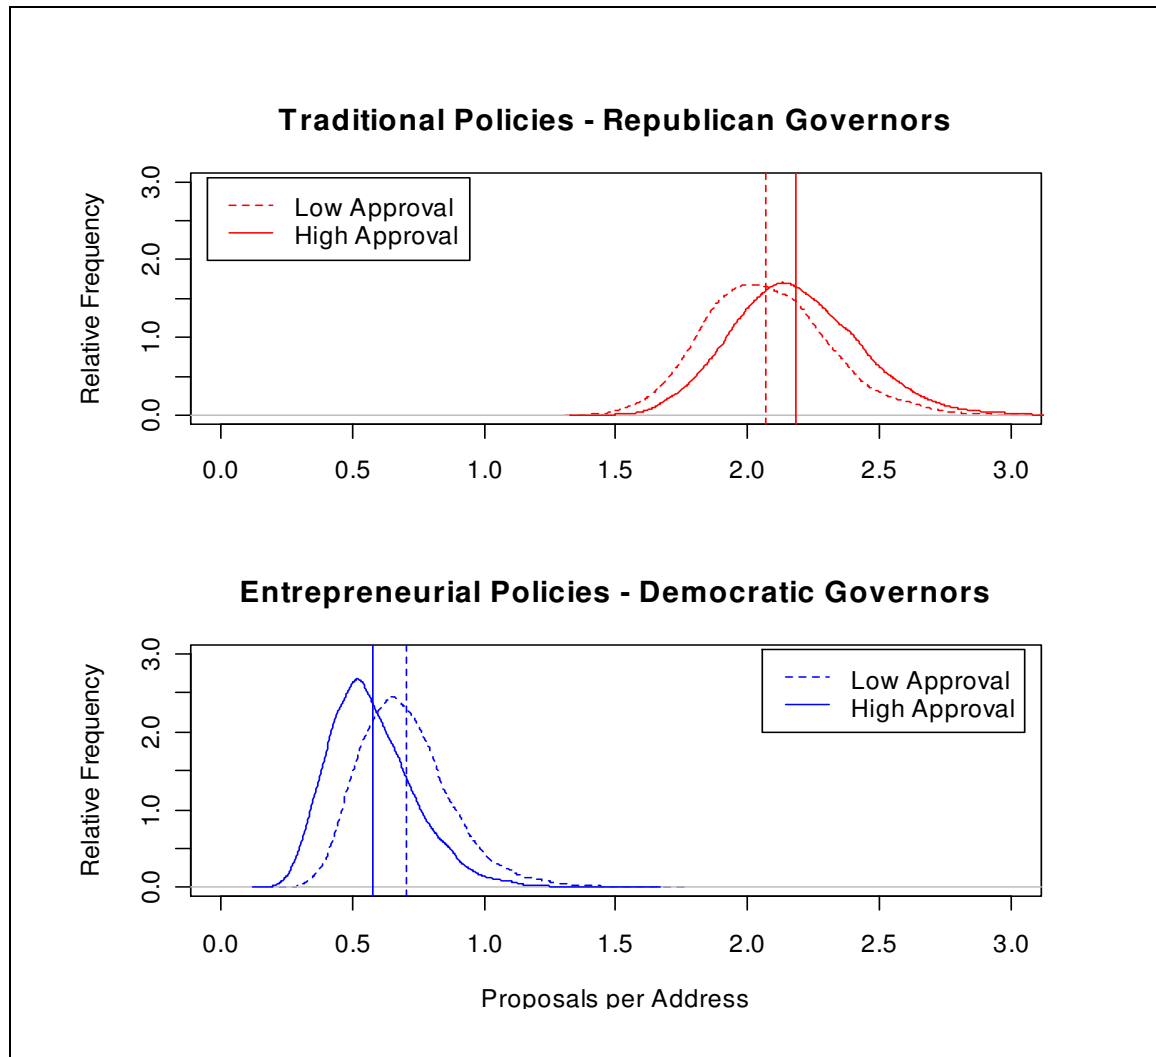 Traditional Policies - Republican Governors
Relative Frequency
3.0
2.0
1.0
0.0
Low Approval
High Approval
0.0 0.5 1.0 1.5 2.0 2.5 3.0
Entrepreneurial Policies - Democratic Governors
Relative Frequency
3.0
2.0
1.0
0.0
Low Approval
High Approval
0.0 0.5 1.0 1.5 2.0 2.5 3.0
Proposals per Address